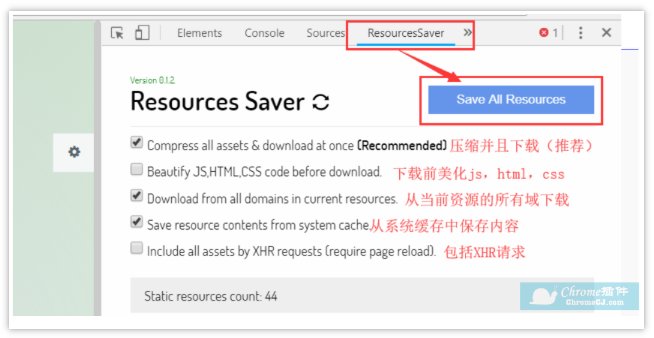 Elements Console Sources ResourcesSaver » 1
Version 0.1.2.
Resources Saver
Save All Resources
Compress all assets & download at once (Recommended) 压缩并且下载（推荐）
Beautify JS,HTML,CSS code before download. 下载前美化js，html，css
Download from all domains in current resources. 从当前资源的所有域下载
Save resource contents from system cache 从系统缓存中保存内容
Include all assets by XHR requests (require page reload). 包括XHR请求
Static resources count: 44
Chrome插件
ChromeCJ.com